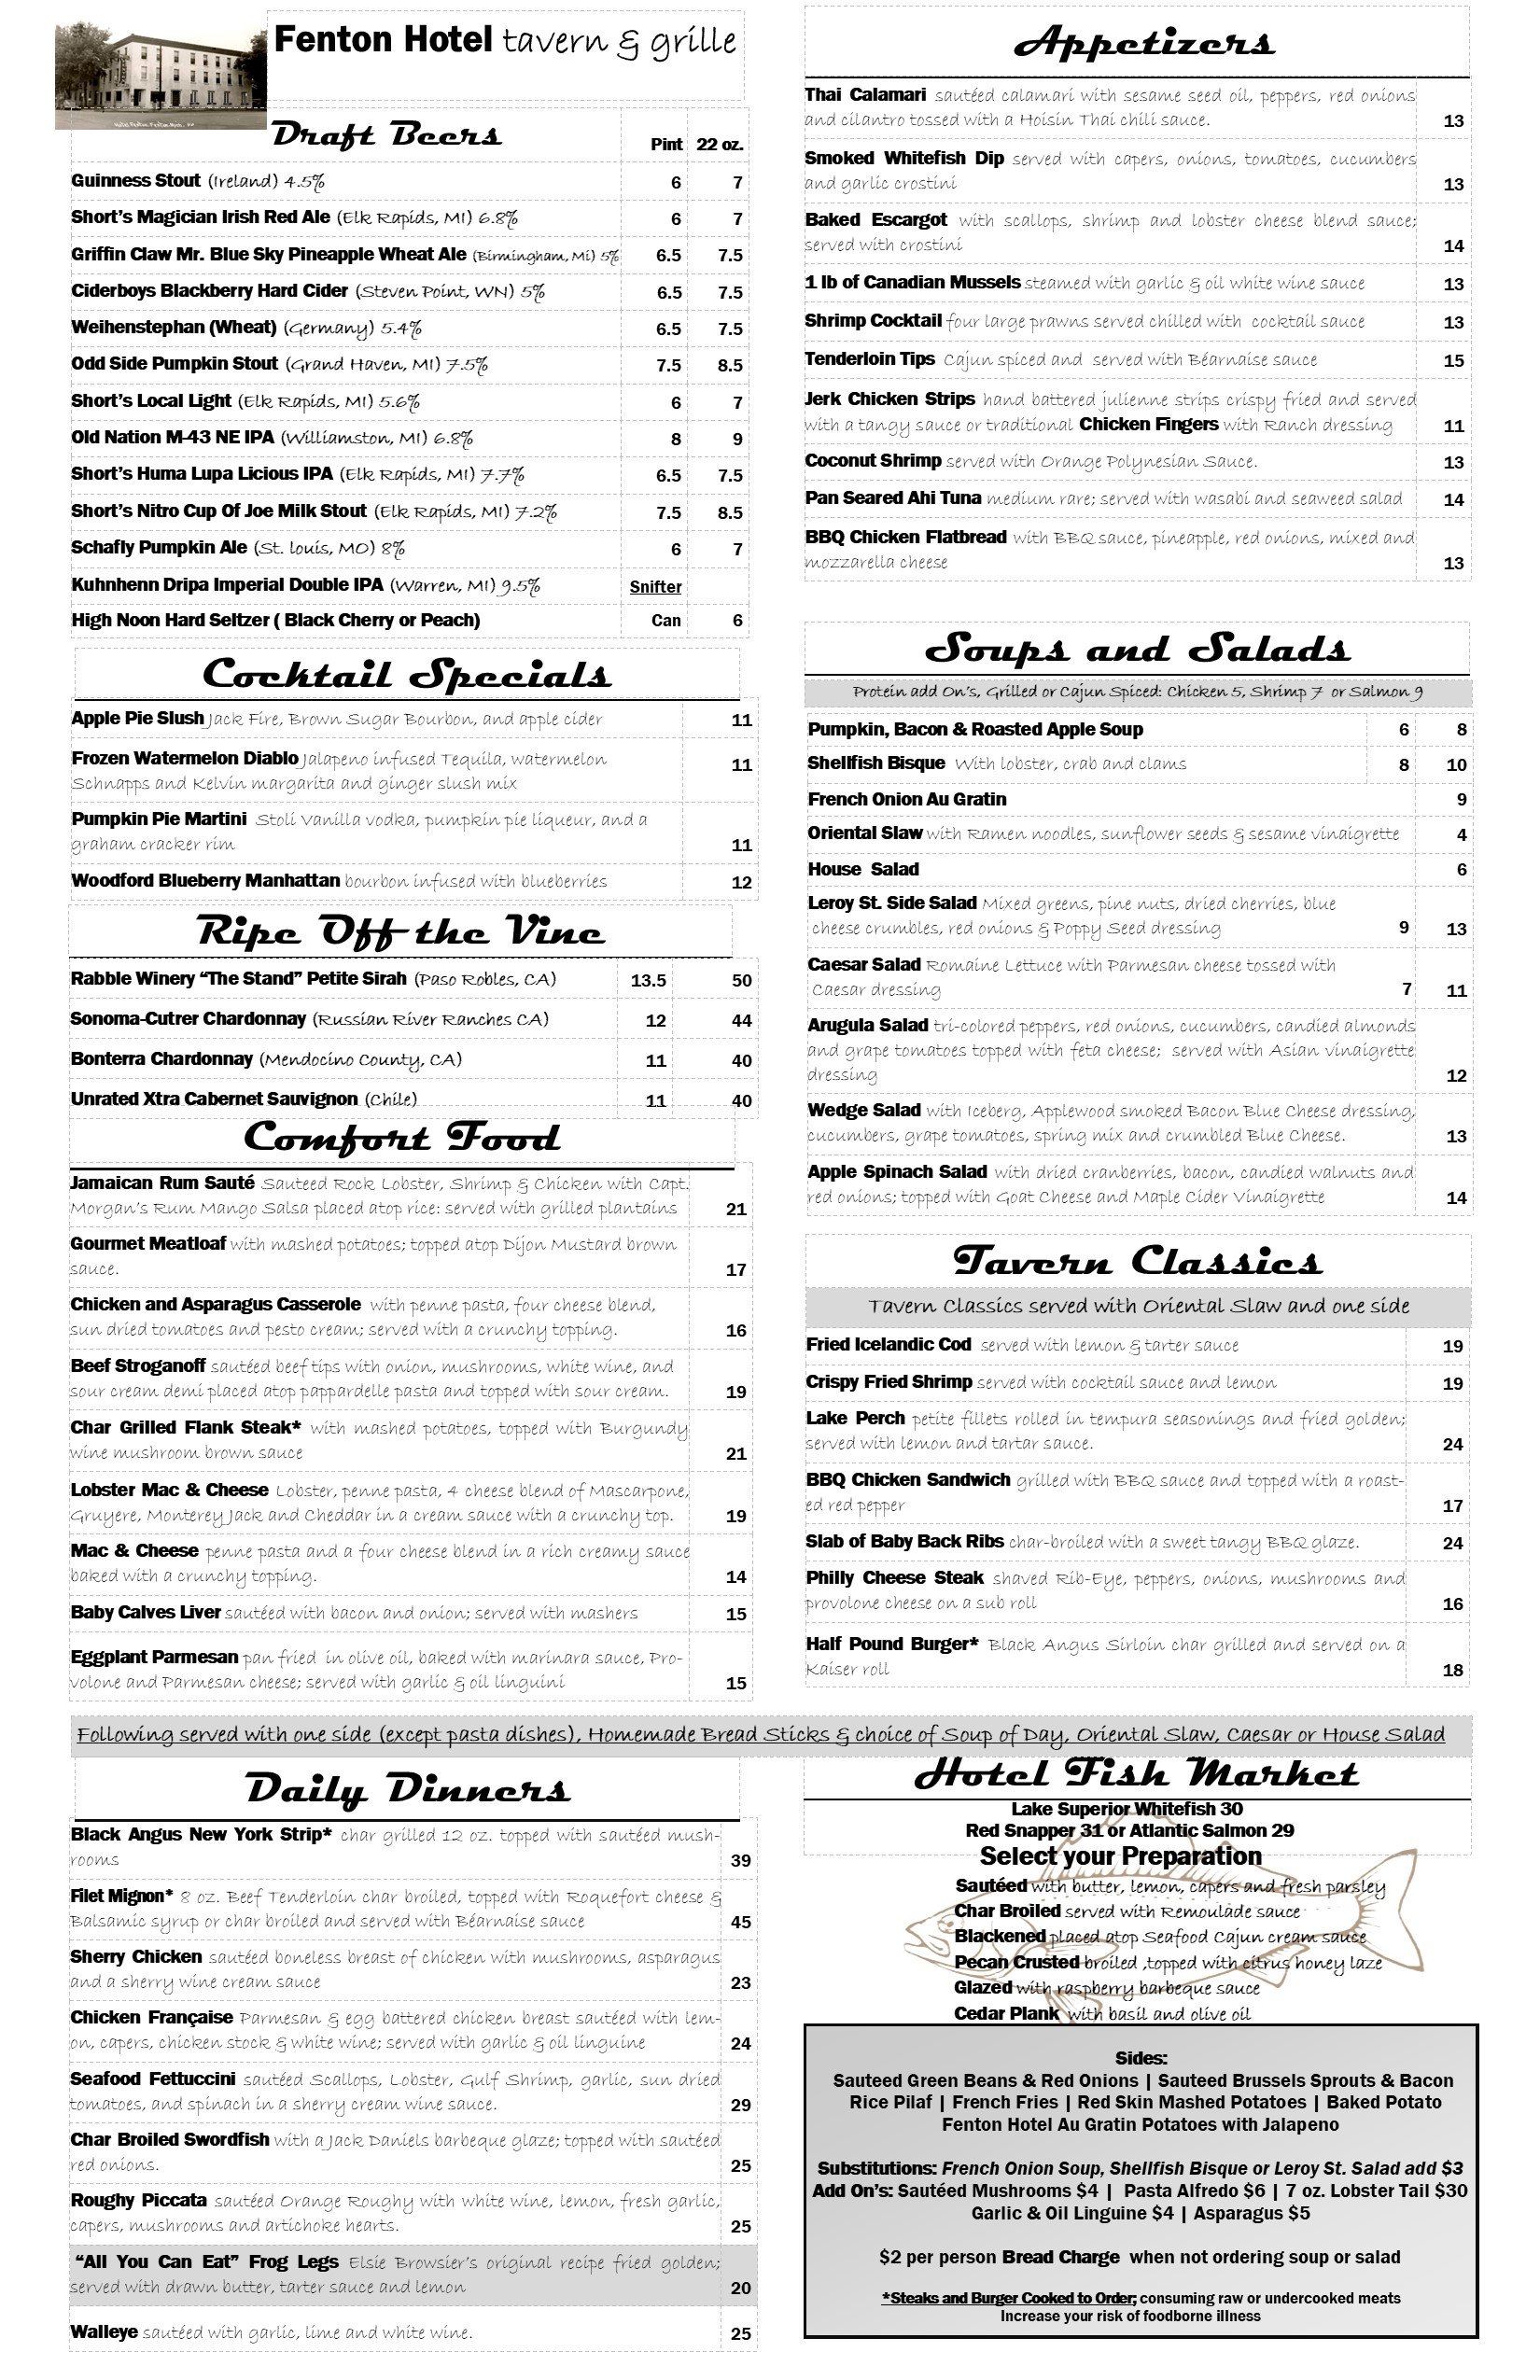 Fenton Hotel tavern & grille
Draft Beers Pint 22 oz.
Guinness Stout (Ireland) 4.5% 6 7
Short's Magician Irish Red Ale (Elk Rapids, MI) 6.8% 6 7
Griffin Claw Mr. Blue Sky Pineapple Wheat Ale (Birmingham, Mi) 5% 6.5 7.5
Ciderboys Blackberry Hard Cider (Steven Point, WN) 5% 6.5 7.5
Weihenstephan (Wheat) (Germany) 5.4% 6.5 7.5
Odd Side Pumpkin Stout (Grand Haven, MI) 7.5% 7.5 8.5
Short's Local Light (Elk Rapids, MI) 5.6% 6 7
Old Nation M-43 NE IPA (Williamston, MI) 6.8% 8 9
Short's Huma Lupa Licious IPA (Elk Rapids, MI) 7.7% 6.5 7.5
Short's Nitro Cup Of Joe Milk Stout (Elk Rapids, MI) 7.2% 7.5 8.5
Schafly Pumpkin Ale (St. louis, MO) 8% 6 7
Kuhnhenn Dripa Imperial Double IPA (Warren, MI) 9.5% Snifter
High Noon Hard Seltzer ( Black Cherry or Peach) Can 6
Cocktail Specials
Apple Pie Slush Jack Fire, Brown Sugar Bourbon, and apple cider 11
Frozen Watermelon Diablo Jalapeno infused Tequila, watermelon 11
Schnapps and Kelvin margarita and ginger slush mix
Pumpkin Pie Martini Stoli Vanilla vodka, pumpkin pie liqueur, and a
graham cracker rim 11
Woodford Blueberry Manhattan bourbon infused with blueberries 12
Ripe Off the Vine
Rabble Winery “The Stand” Petite Sirah (Paso Robles, CA) 13.5 50
Sonoma-Cutrer Chardonnay (Russian River Ranches CA) 12 44
Bonterra Chardonnay (Mendocino County, CA) 11 40
Unrated Xtra Cabernet Sauvignon (Chile) 11 40
Comfort Food
Jamaican Rum Sauté Sauteed Rock Lobster, Shrimp & Chicken with Capt.
Morgan's Rum Mango Salsa placed atop rice: served with grilled plantains 21
Gourmet Meatloaf with mashed potatoes; topped atop Dijon Mustard brown
sauce. 17
Chicken and Asparagus Casserole with penne pasta, four cheese blend,
sun dried tomatoes and pesto cream; served with a crunchy topping. 16
Beef Stroganoff sautéed beef tips with onion, mushrooms, white wine, and
sour cream demi placed atop pappardelle pasta and topped with sour cream. 19
Char Grilled Flank Steak* with mashed potatoes, topped with Burgundy
wine mushroom brown sauce 21
Lobster Mac & Cheese Lobster, penne pasta, 4 cheese blend of Mascarpone,
Gruyere, Monterey Jack and Cheddar in a cream sauce with a crunchy top. 19
Mac & Cheese penne pasta and a four cheese blend in a rich creamy sauce
baked with a crunchy topping. 14
Baby Calves Liver sautéed with bacon and onion; served with mashers 15
Eggplant Parmesan pan fried in olive oil, baked with marinara sauce, Pro-
volone and Parmesan cheese; served with garlic & oil linguini 15
Appetizers
Thai Calamari sautéed calamari with sesame seed oil, peppers, red onions
and cilantro tossed with a Hoisin Thai chili sauce. 13
Smoked Whitefish Dip served with capers, onions, tomatoes, cucumbers
and garlic crostini 13
Baked Escargot with scallops, shrimp and lobster cheese blend sauce;
served with crostini 14
1 lb of Canadian Mussels steamed with garlic & oil white wine sauce 13
Shrimp Cocktail four large prawns served chilled with cocktail sauce 13
Tenderloin Tips Cajun spiced and served with Béarnaise sauce 15
Jerk Chicken Strips hand battered julienne strips crispy fried and served
with a tangy sauce or traditional Chicken Fingers with Ranch dressing 11
Coconut Shrimp served with Orange Polynesian Sauce. 13
Pan Seared Ahi Tuna medium rare; served with wasabi and seaweed salad 14
BBQ Chicken Flatbread with BBQ sauce, pineapple, red onions, mixed and
mozzarella cheese 13
Soups and Salads
Protein add On's, Grilled or Cajun Spiced: Chicken 5, Shrimp 7 or Salmon 9
Pumpkin, Bacon & Roasted Apple Soup 6 8
Shellfish Bisque With lobster, crab and clams 8 10
French Onion Au Gratin 9
Oriental Slaw with Ramen noodles, sunflower seeds & sesame vinaigrette 4
House Salad 6
Leroy St. Side Salad Mixed greens, pine nuts, dried cherries, blue
cheese crumbles, red onions & Poppy Seed dressing 9 13
Caesar Salad Romaine Lettuce with Parmesan cheese tossed with
Caesar dressing 7 11
Arugula Salad tri-colored peppers, red onions, cucumbers, candied almonds
and grape tomatoes topped with feta cheese; served with Asian vinaigrette
dressing 12
Wedge Salad with Iceberg, Applewood smoked Bacon Blue Cheese dressing,
cucumbers, grape tomatoes, spring mix and crumbled Blue Cheese. 13
Apple Spinach Salad with dried cranberries, bacon, candied walnuts and
red onions; topped with Goat Cheese and Maple Cider Vinaigrette 14
Tavern Classics
Tavern Classics served with Oriental Slaw and one side
Fried Icelandic Cod served with lemon & tarter sauce 19
Crispy Fried Shrimp served with cocktail sauce and lemon 19
Lake Perch petite fillets rolled in tempura seasonings and fried golden;
served with lemon and tartar sauce. 24
BBQ Chicken Sandwich grilled with BBQ sauce and topped with a roast-
ed red pepper 17
Slab of Baby Back Ribs char-broiled with a sweet tangy BBQ glaze. 24
Philly Cheese Steak shaved Rib-Eye, peppers, onions, mushrooms and
provolone cheese on a sub roll 16
Half Pound Burger* Black Angus Sirloin char grilled and served on a
Kaiser roll 18
Following served with one side (except pasta dishes), Homemade Bread Sticks & choice of Soup of Day, Oriental Slaw, Caesar or House Salad
Daily Dinners
Black Angus New York Strip* char grilled 12 oz. topped with sautéed mush-
rooms 39
Filet Mignon* 8 oz. Beef Tenderloin char broiled, topped with Roquefort cheese &
Balsamic syrup or char broiled and served with Béarnaise sauce 45
Sherry Chicken sautéed boneless breast of chicken with mushrooms, asparagus
and a sherry wine cream sauce 23
Chicken Française Parmesan & egg battered chicken breast sautéed with lem-
on, capers, chicken stock & white wine; served with garlic & oil linguine 24
Seafood Fettuccini sautéed Scallops, Lobster, Gulf Shrimp, garlic, sun dried
tomatoes, and spinach in a sherry cream wine sauce. 29
Char Broiled Swordfish with a Jack Daniels barbeque glaze; topped with sautéed
red onions. 25
Roughy Piccata sautéed Orange Roughy with white wine, lemon, fresh garlic,
capers, mushrooms and artichoke hearts. 25
“All You Can Eat” Frog Legs Elsie Browsier's original recipe fried golden;
served with drawn butter, tarter sauce and lemon 20
Walleye sautéed with garlic, lime and white wine. 25
Hotel Fish Market
Lake Superior Whitefish 30
Red Snapper 31 or Atlantic Salmon 29
Select your Preparation
Sautéed with butter, lemon, capers and fresh parsley
Char Broiled served with Remoulade sauce
Blackened placed atop Seafood Cajun cream sauce
Pecan Crusted broiled ,topped with citrus honey laze
Glazed with raspberry barbeque sauce
Cedar Plank with basil and olive oil
Sides:
Sauteed Green Beans & Red Onions | Sauteed Brussels Sprouts & Bacon
Rice Pilaf | French Fries | Red Skin Mashed Potatoes | Baked Potato
Fenton Hotel Au Gratin Potatoes with Jalapeno
Substitutions: French Onion Soup, Shellfish Bisque or Leroy St. Salad add $3
Add On's: Sautéed Mushrooms $4 | Pasta Alfredo $6 | 7 oz. Lobster Tail $30
Garlic & Oil Linguine $4 | Asparagus $5
$2 per person Bread Charge when not ordering soup or salad
*Steaks and Burger Cooked to Order; consuming raw or undercooked meats
Increase your risk of foodborne illness